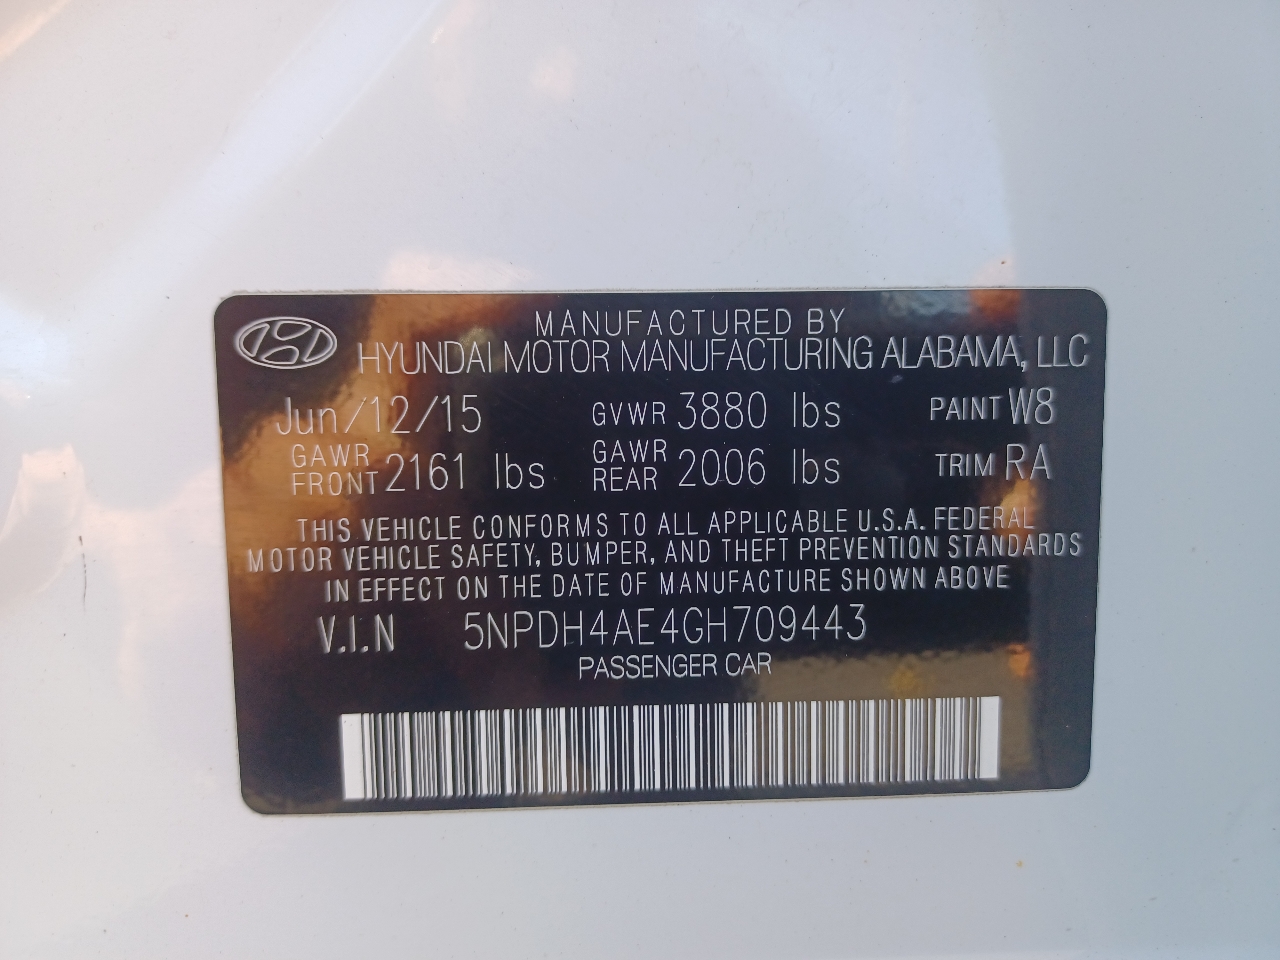 MANUFACTURED BY
HYUNDAI MOTOR MANUFACTURING ALABAMA, LLC
Jun/12/15 GVWR 3880 lbs PAINT W8
GAWR FRONT 2161 lbs GAWR REAR 2006 lbs TRIM RA
THIS VEHICLE CONFORMS TO ALL APPLICABLE U.S.A. FEDERAL
MOTOR VEHICLE SAFETY, BUMPER, AND THEFT PREVENTION STANDARDS
IN EFFECT ON THE DATE OF MANUFACTURE SHOWN ABOVE
V.I.N 5NPDH4AE4GH709443
PASSENGER CAR